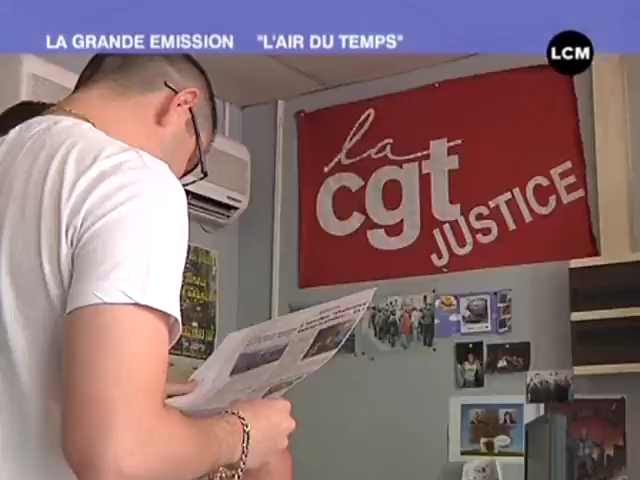 LA GRANDE EMISSION "L'AIR DU TEMPS"
LCM
la
cgt
JUSTICE